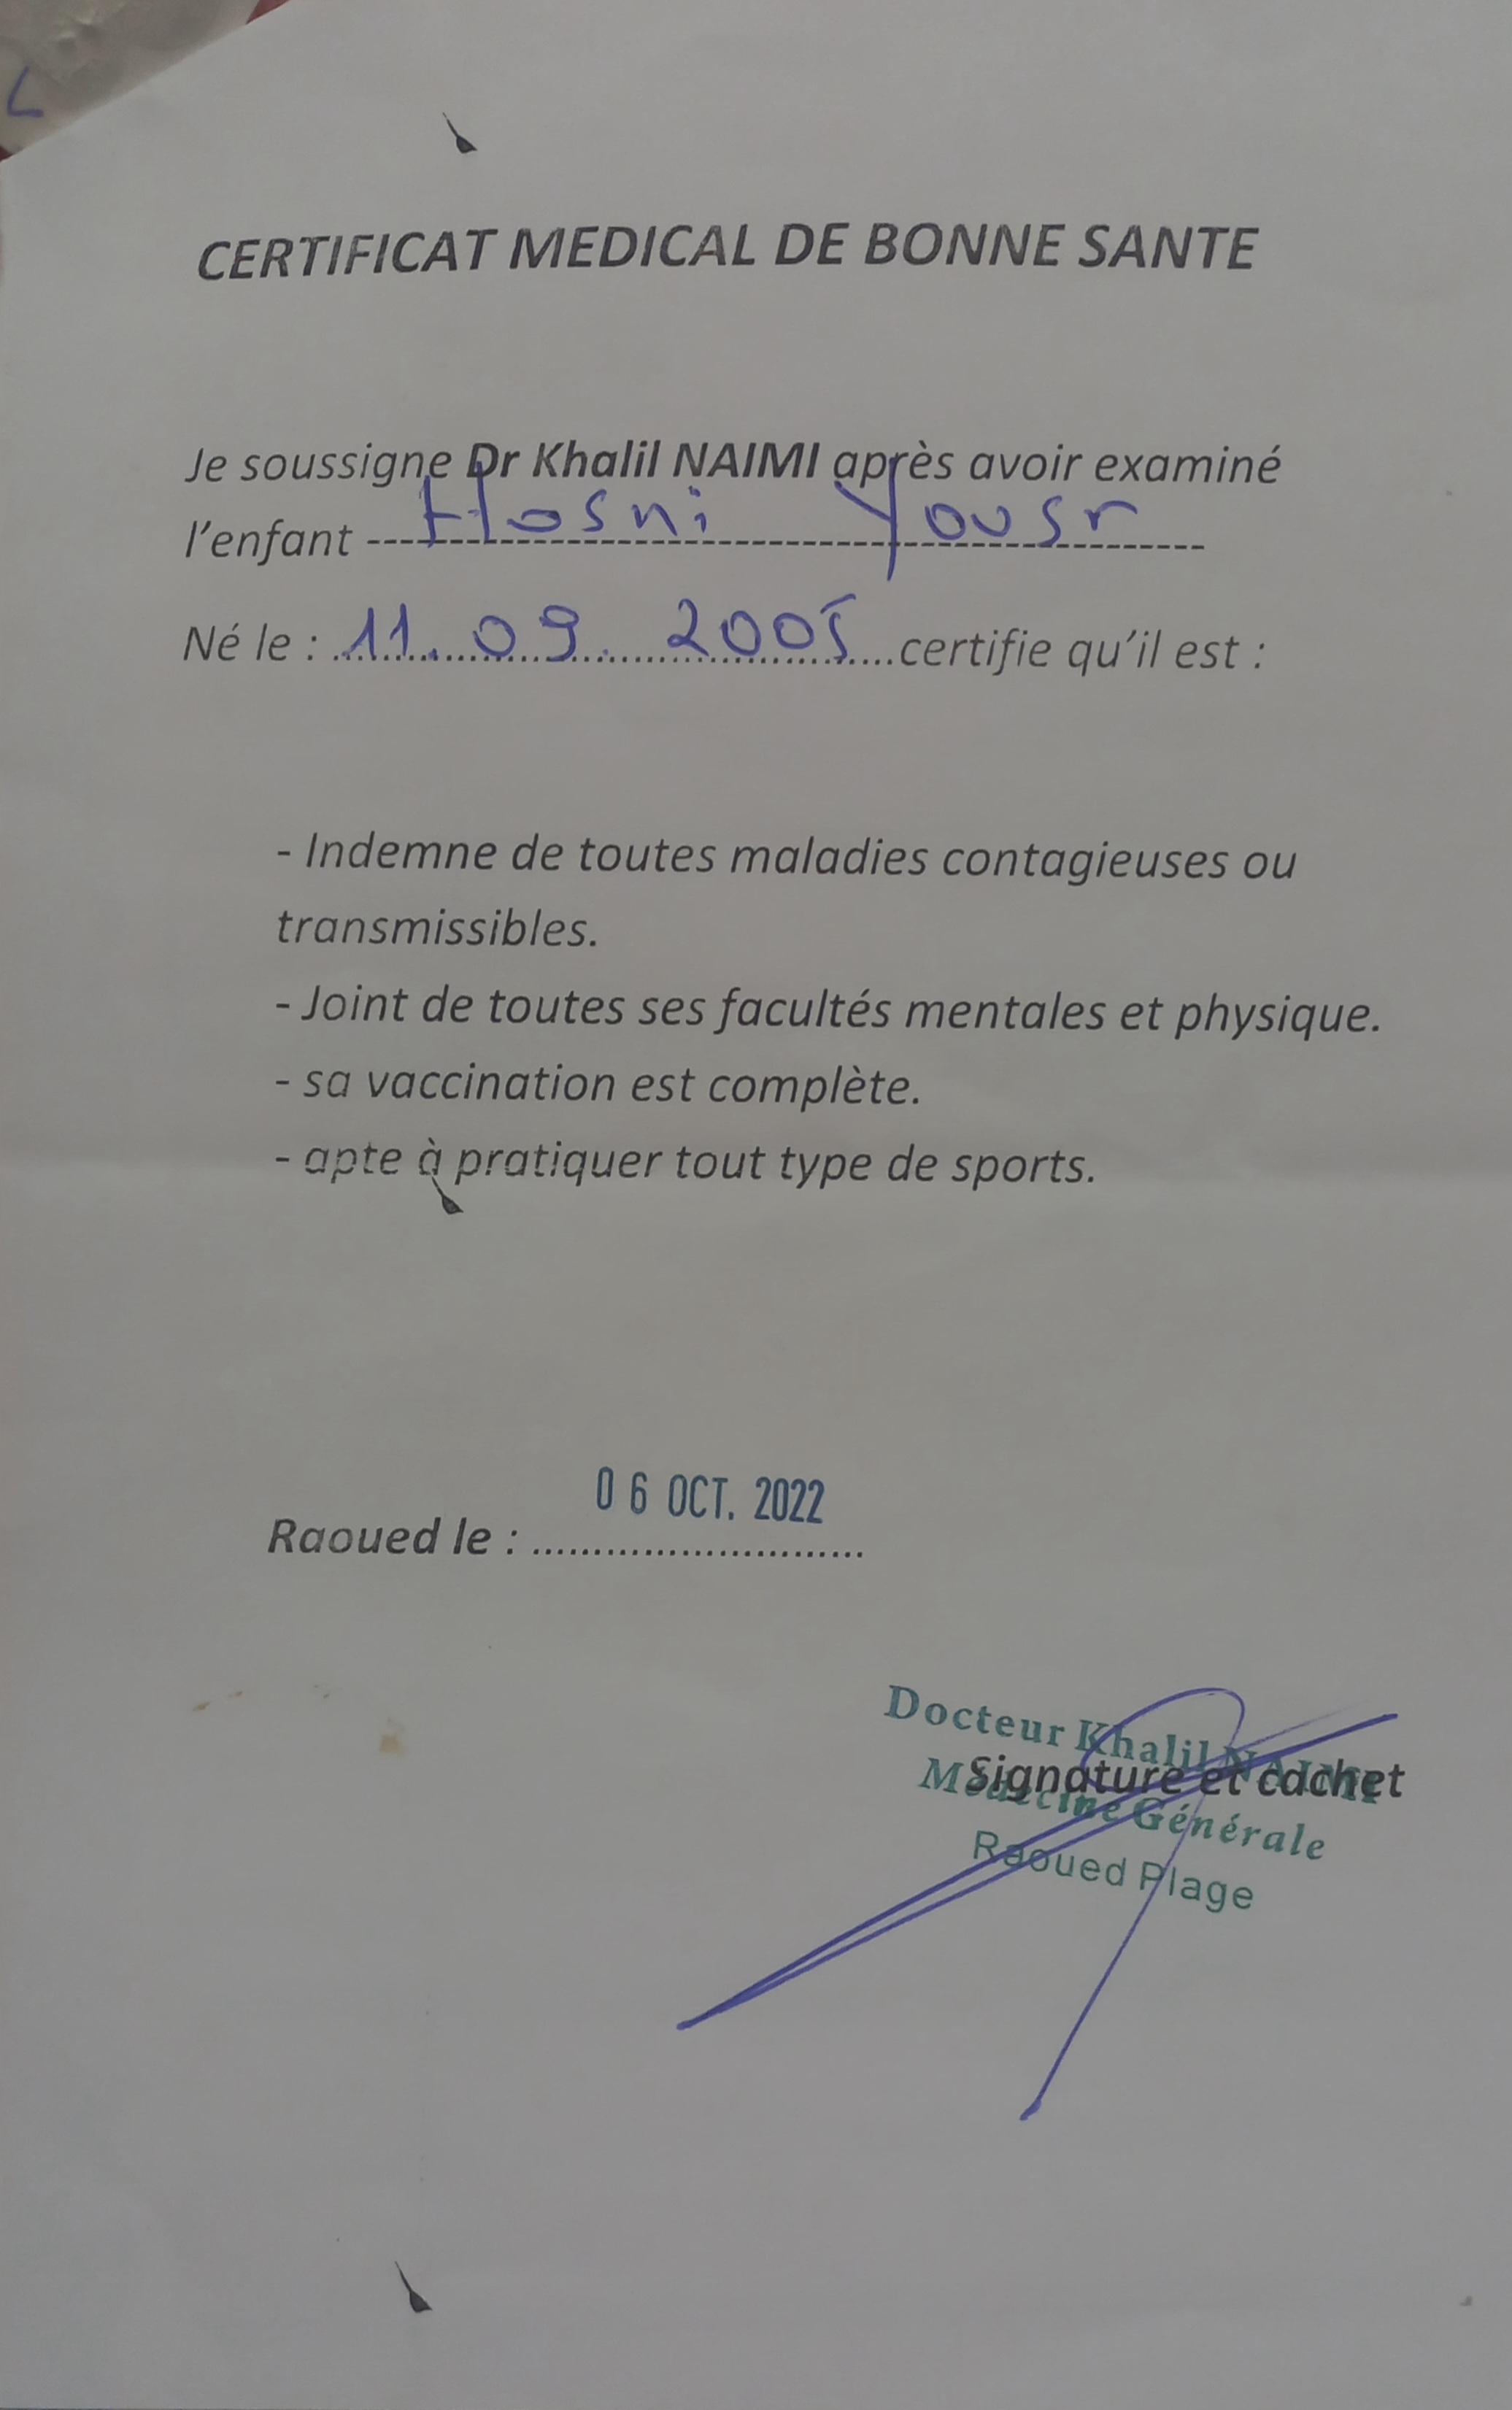 CERTIFICAT MEDICAL DE BONNE SANTE
Je soussigne Dr Khalil NAIMI après avoir examiné
l'enfant Hosni Yousr
Né le : 11.09.2005 certifie qu'il est :
- Indemne de toutes maladies contagieuses ou
transmissibles.
- Joint de toutes ses facultés mentales et physique.
- sa vaccination est complète.
- apte à pratiquer tout type de sports.
Raoued le : 06 OCT. 2022
Docteur Khalil NAIMI
Signature et cachet
Médecine Générale
Raoued Plage